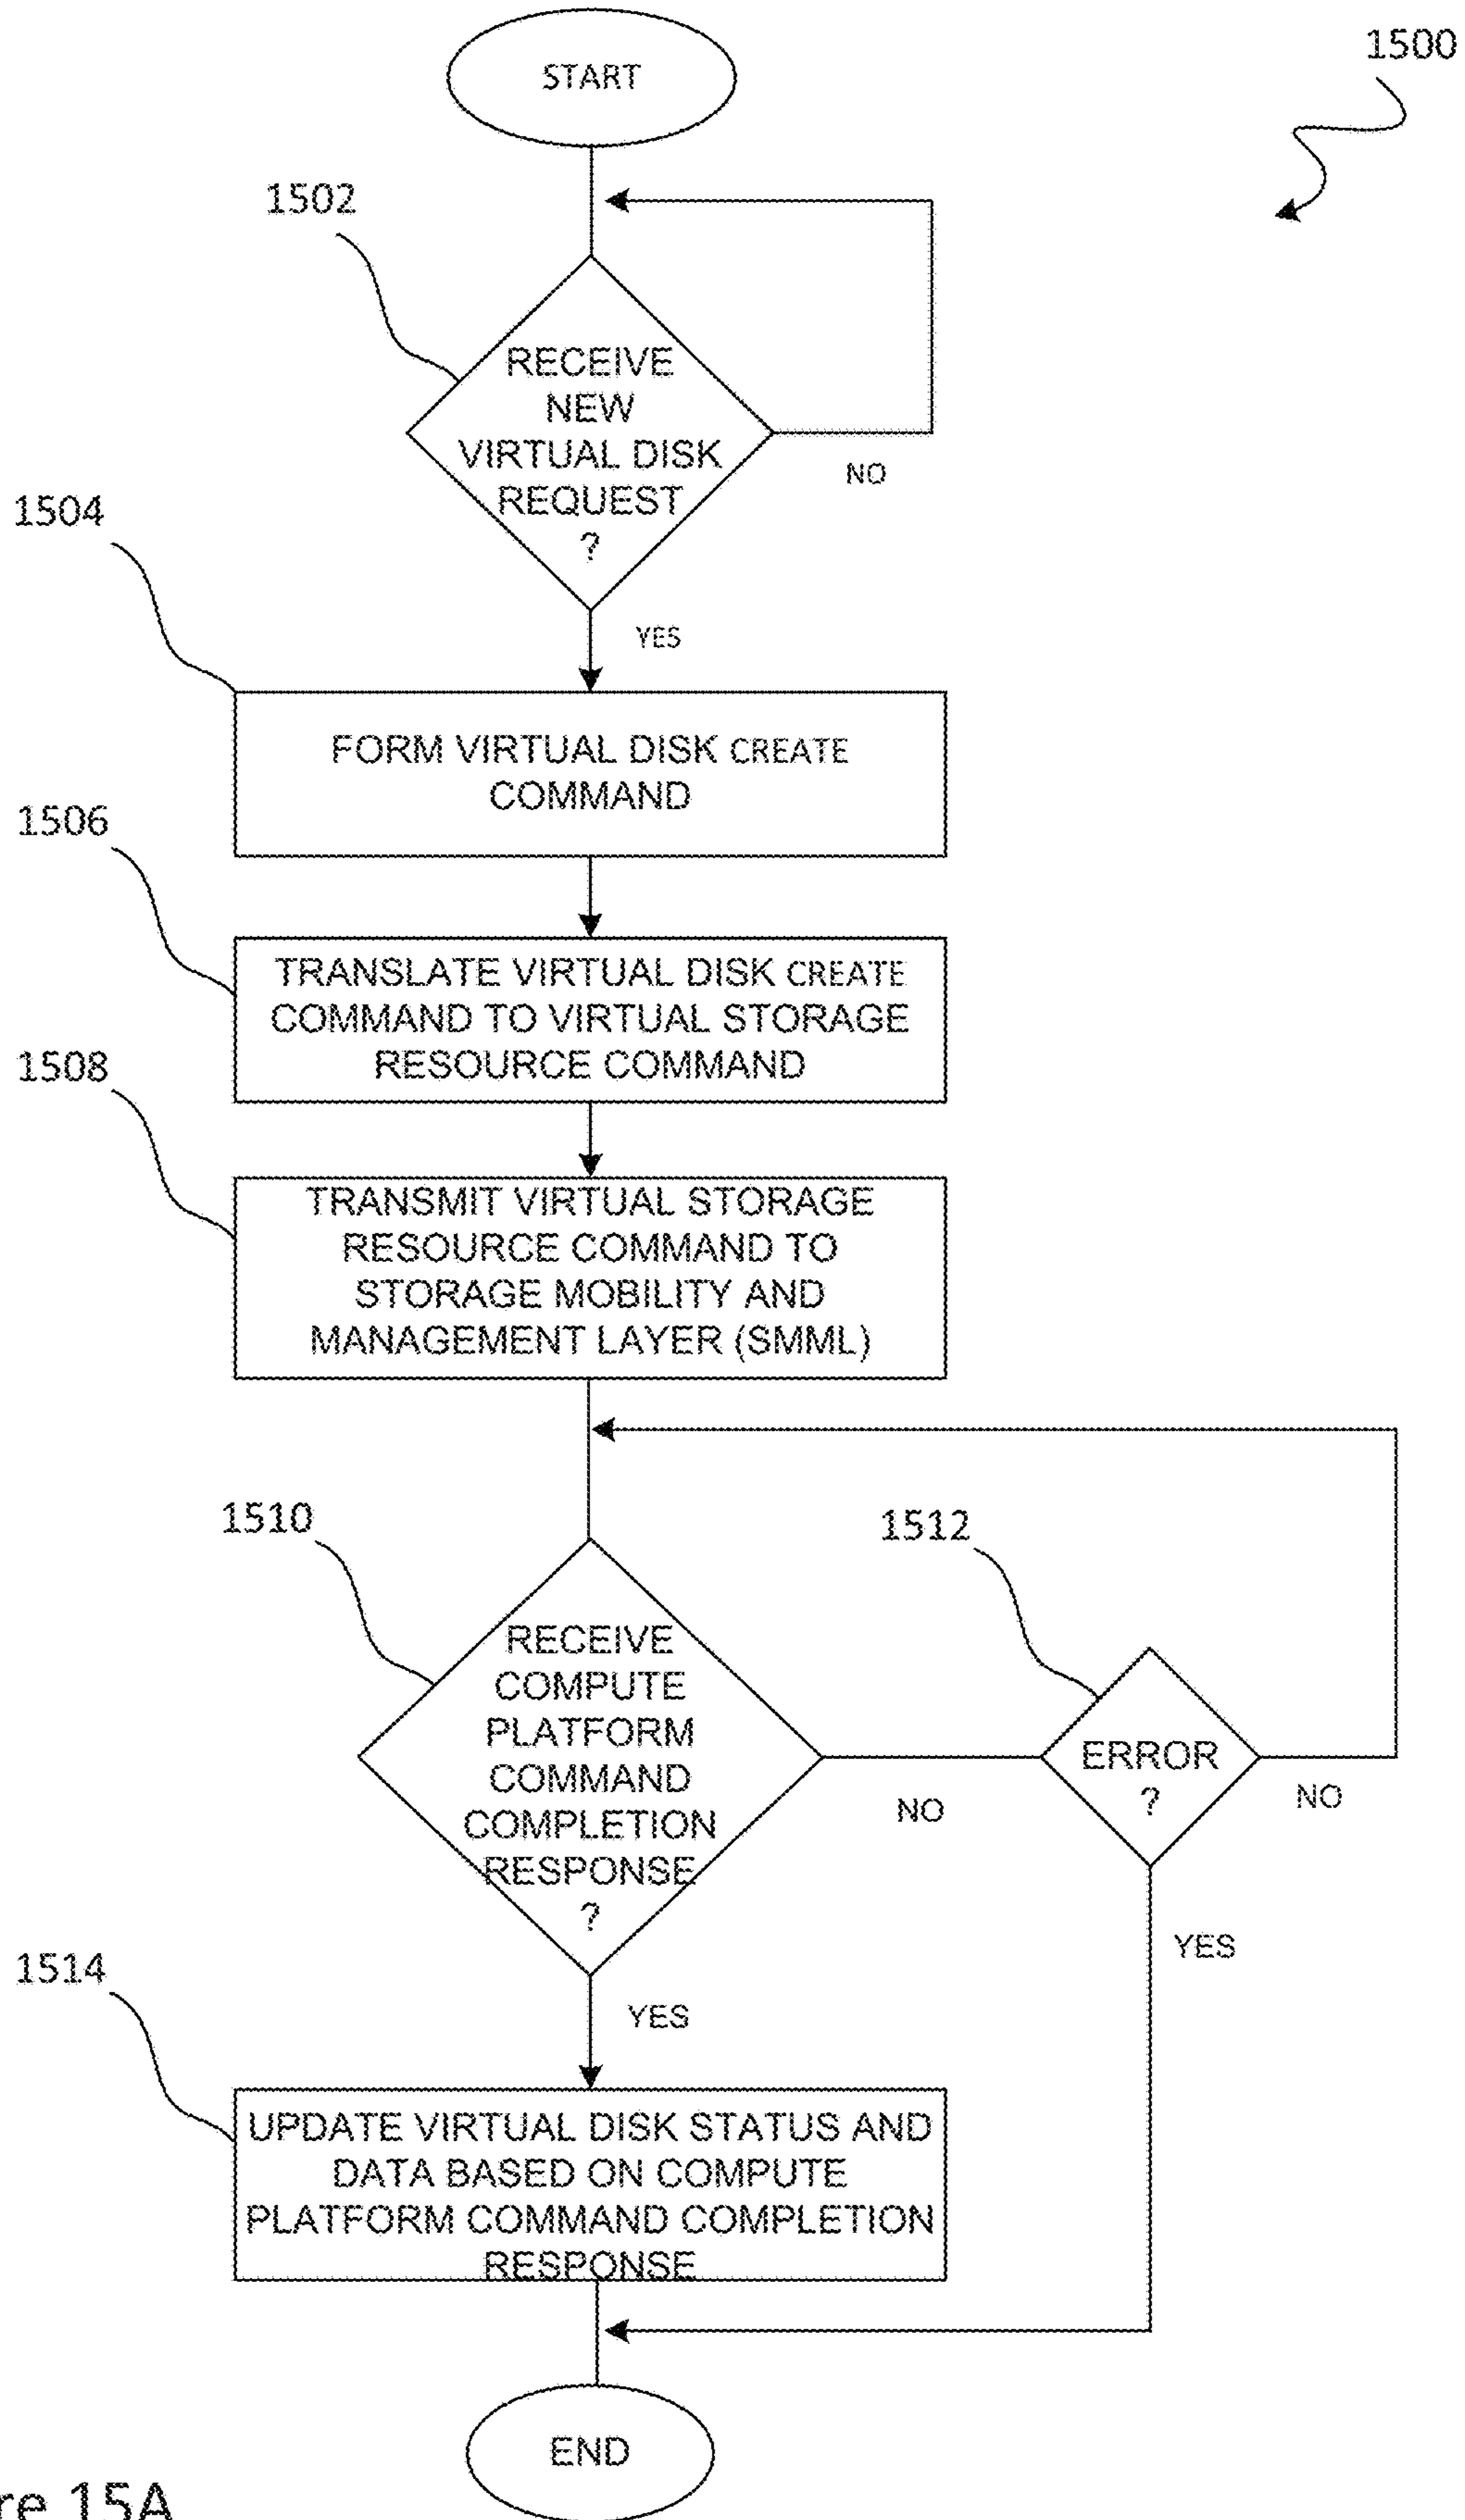 START
1500
1502
RECEIVE
NEW
VIRTUAL DISK
REQUEST
?
NO
1504
YES
FORM VIRTUAL DISK CREATE
COMMAND
1506
TRANSLATE VIRTUAL DISK CREATE
COMMAND TO VIRTUAL STORAGE
RESOURCE COMMAND
1508
TRANSMIT VIRTUAL STORAGE
RESOURCE COMMAND TO
STORAGE MOBILITY AND
MANAGEMENT LAYER (SMML)
1510
1512
RECEIVE
COMPUTE
PLATFORM
COMMAND
COMPLETION
RESPONSE
?
NO
ERROR
?
NO
YES
1514
YES
UPDATE VIRTUAL DISK STATUS AND
DATA BASED ON COMPUTE
PLATFORM COMMAND COMPLETION
RESPONSE
END
re 15A